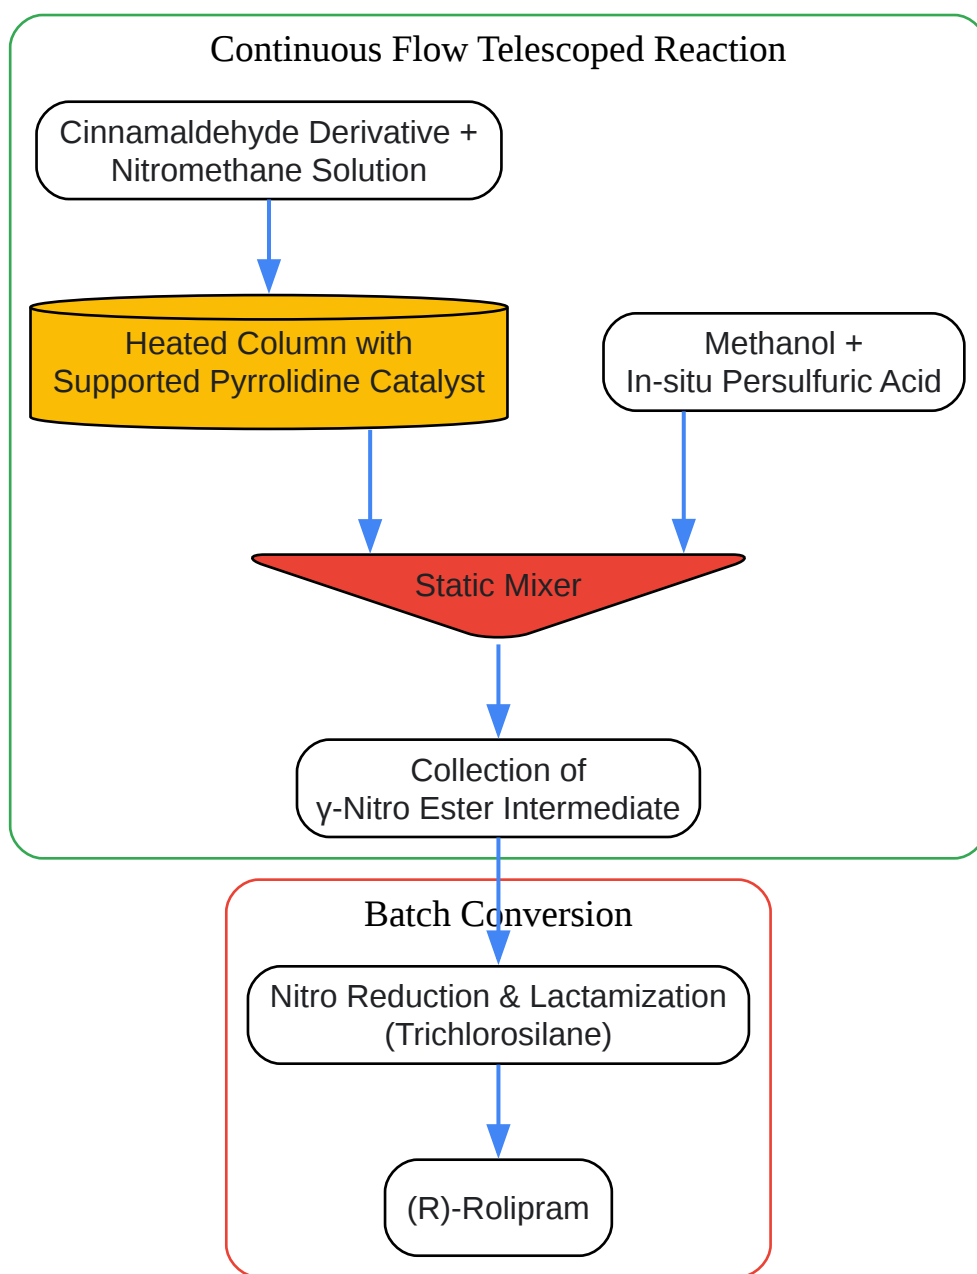 Continuous Flow Telescoped Reaction
Cinnamaldehyde Derivative +
Nitromethane Solution
Heated Column with
Supported Pyrrolidine Catalyst
Methanol +
In-situ Persulfuric Acid
Static Mixer
Collection of
γ-Nitro Ester Intermediate
Batch Conversion
Nitro Reduction & Lactamization
(Trichlorosilane)
(R)-Rolipram